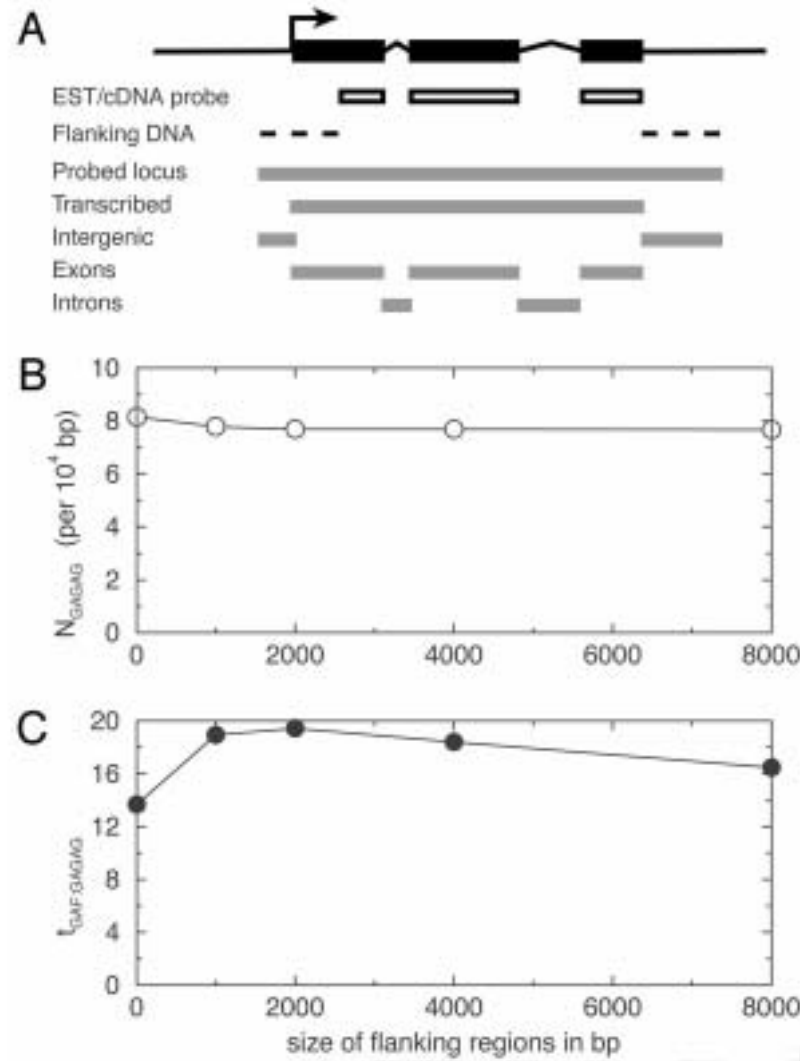 A
EST/cDNA probe
Flanking DNA
Probed locus
Transcribed
Intergenic
Exons
Introns
B
10
8
6
4
2
0
N_GAGAG (per 10^4 bp)
0 2000 4000 6000 8000
C
20
16
12
8
4
0
t_GAF:GAGAG
0 2000 4000 6000 8000
size of flanking regions in bp